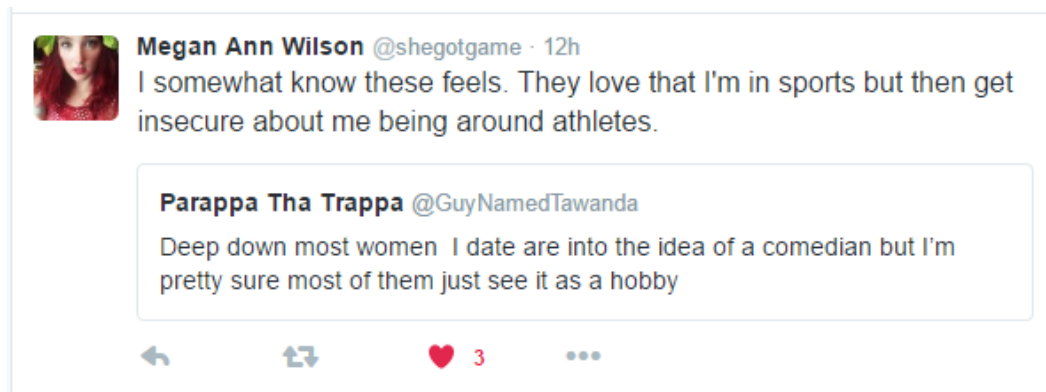 Megan Ann Wilson @shegotgame · 12h
I somewhat know these feels. They love that I'm in sports but then get
insecure about me being around athletes.
Parappa Tha Trappa @GuyNamedTawanda
Deep down most women  I date are into the idea of a comedian but I’m
pretty sure most of them just see it as a hobby
3